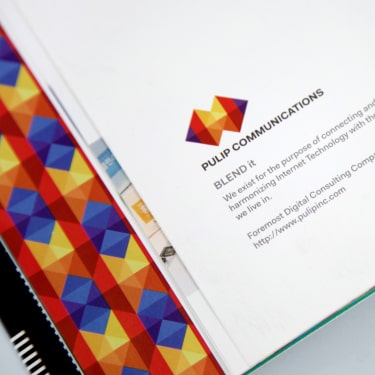 PULIP COMMUNICATIONS
BLEND it
We exist for the purpose of connecting and
harmonizing Internet Technology with the
we live in.
Foremost Digital Consulting Comp
http://www.pulipinc.com